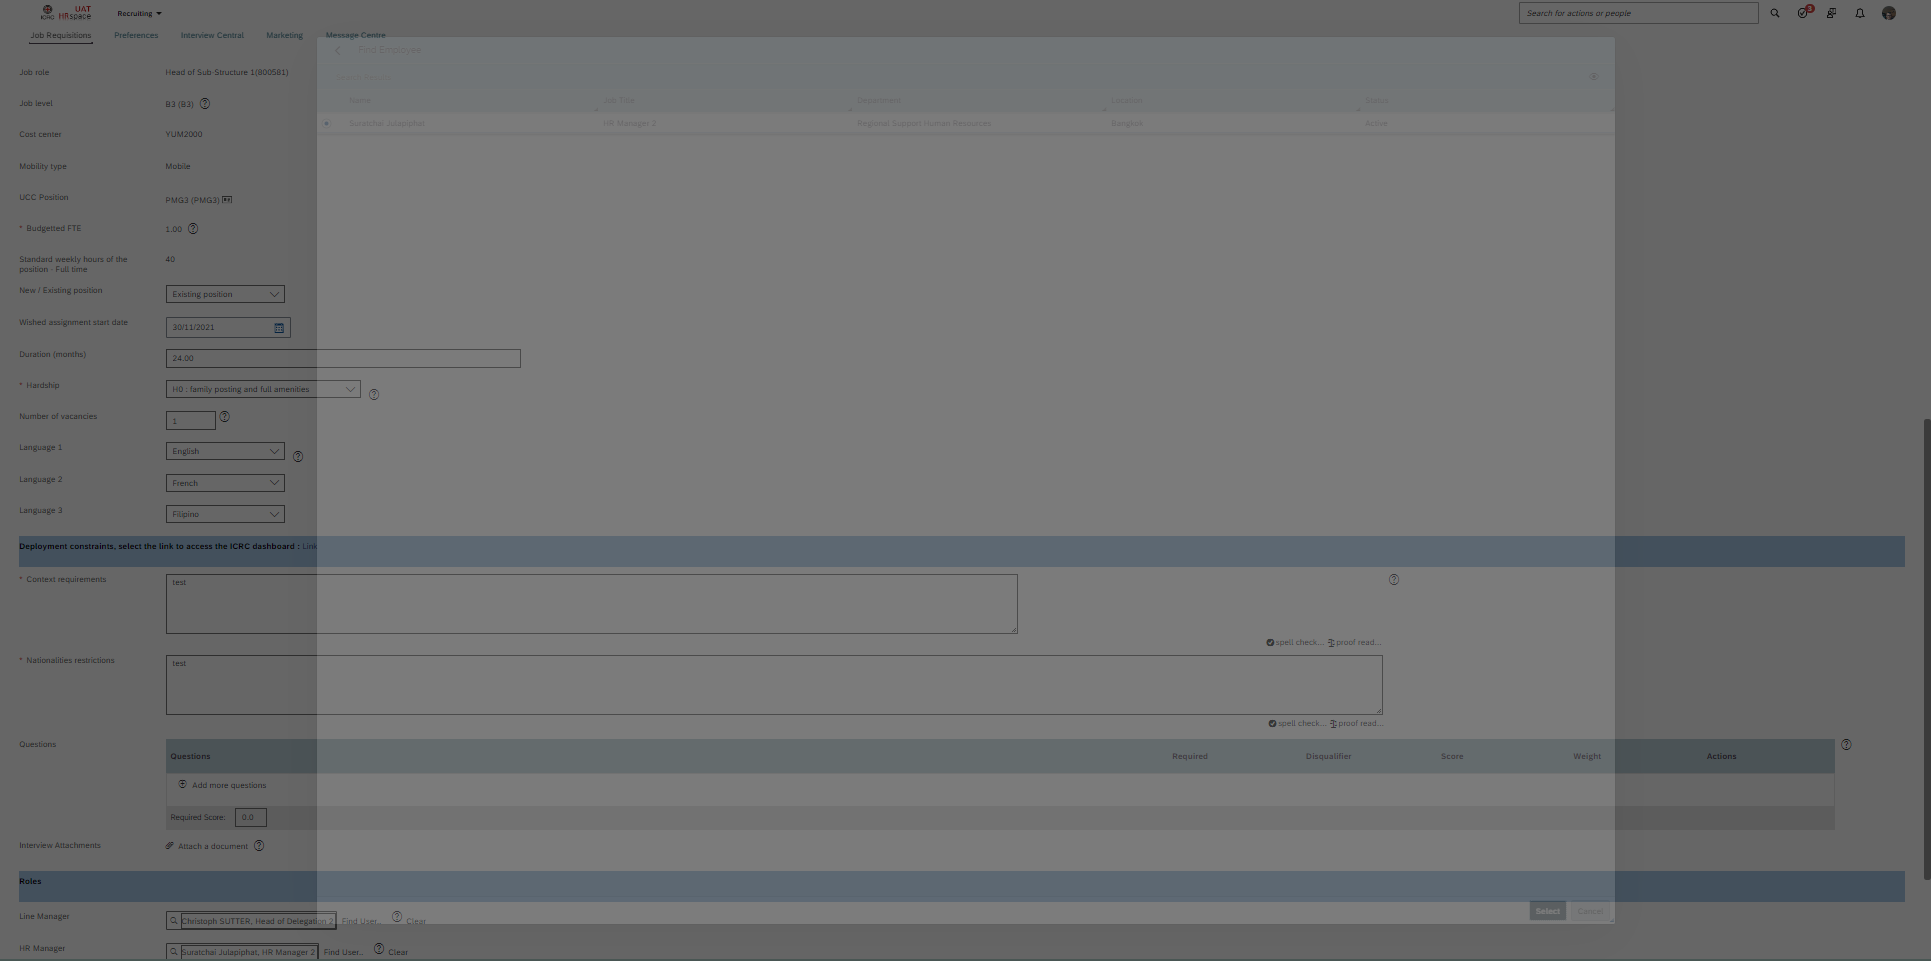 ICRC UAT HRspace
Recruiting
Search for actions or people
3
Job Requisitions Preferences Interview Central Marketing Message Centre
Find Employee
Job role Head of Sub-Structure 1(800581)
Name Job Title Department Location Status
Job level B3 (B3)
Suratchai Julapiphat HR Manager 2 Regional Support Human Resources Bangkok Active
Cost center YUM2000
Mobility type Mobile
UCC Position PMG3 (PMG3)
* Budgetted FTE 1.00
Standard weekly hours of the position - Full time 40
New / Existing position Existing position
Wished assignment start date 30/11/2021
Duration (months) 24.00
* Hardship H0 : family posting and full amenities
Number of vacancies 1
Language 1 English
Language 2 French
Language 3 Filipino
Deployment constraints, select the link to access the ICRC dashboard : Link
* Context requirements test
spell check... proof read...
* Nationalities restrictions test
spell check... proof read...
Questions
Questions Required Disqualifier Score Weight Actions
Add more questions
Required Score: 0.0
Interview Attachments Attach a document
Roles
Select Cancel
Line Manager Christoph SUTTER, Head of Delegation 2 Find User... Clear
HR Manager Suratchai Julapiphat, HR Manager 2 Find User... Clear